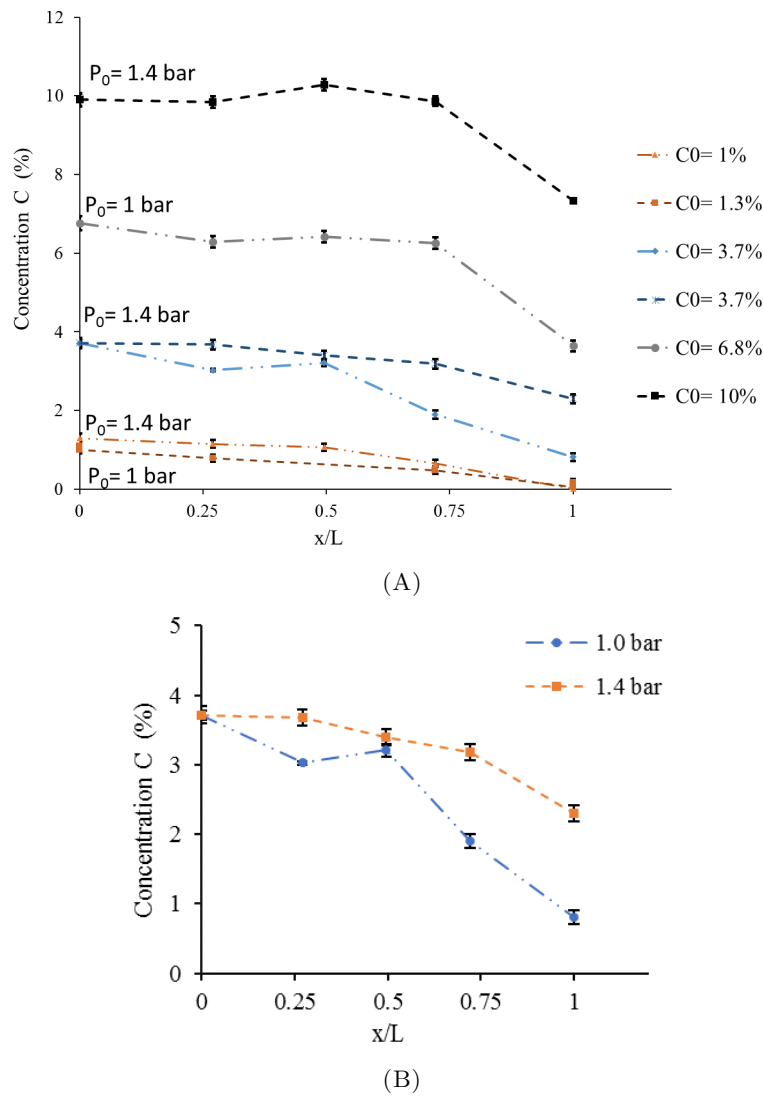 12
10
8
6
4
2
0
Concentration C (%)
P0= 1.4 bar
P0= 1 bar
P0= 1.4 bar
P0= 1.4 bar
P0= 1 bar
0
0.25
0.5
0.75
1
x/L
C0= 1%
C0= 1.3%
C0= 3.7%
C0= 3.7%
C0= 6.8%
C0= 10%
(A)
5
4
3
2
1
0
Concentration C (%)
0
0.25
0.5
0.75
1
x/L
1.0 bar
1.4 bar
(B)